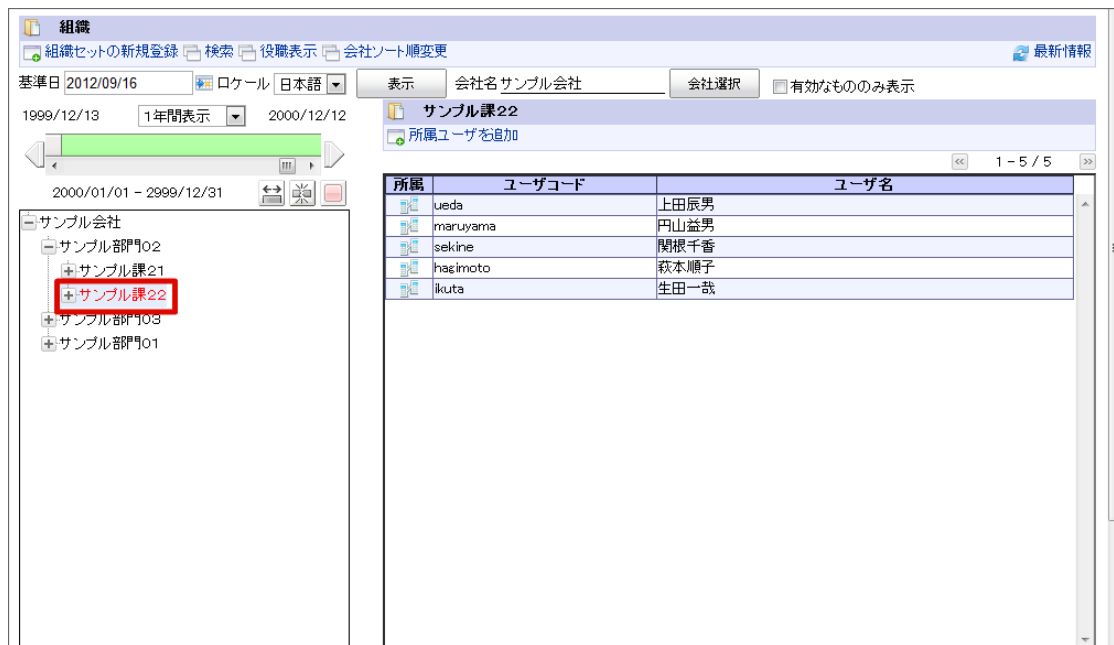 組織
組織セットの新規登録 検索 役職表示 会社ソート順変更 最新情報
基準日 2012/09/16 ロケール 日本語 表示 会社名 サンプル会社 会社選択 有効なもののみ表示
1999/12/13 1年間表示 2000/12/12
2000/01/01 - 2999/12/31
サンプル会社
サンプル部門02
サンプル課21
サンプル課22
サンプル部門03
サンプル部門01
サンプル課22
所属ユーザを追加
1 - 5 / 5
所属 ユーザコード ユーザ名
ueda 上田辰男
maruyama 円山益男
sekine 関根千香
hagimoto 萩本順子
ikuta 生田一哉